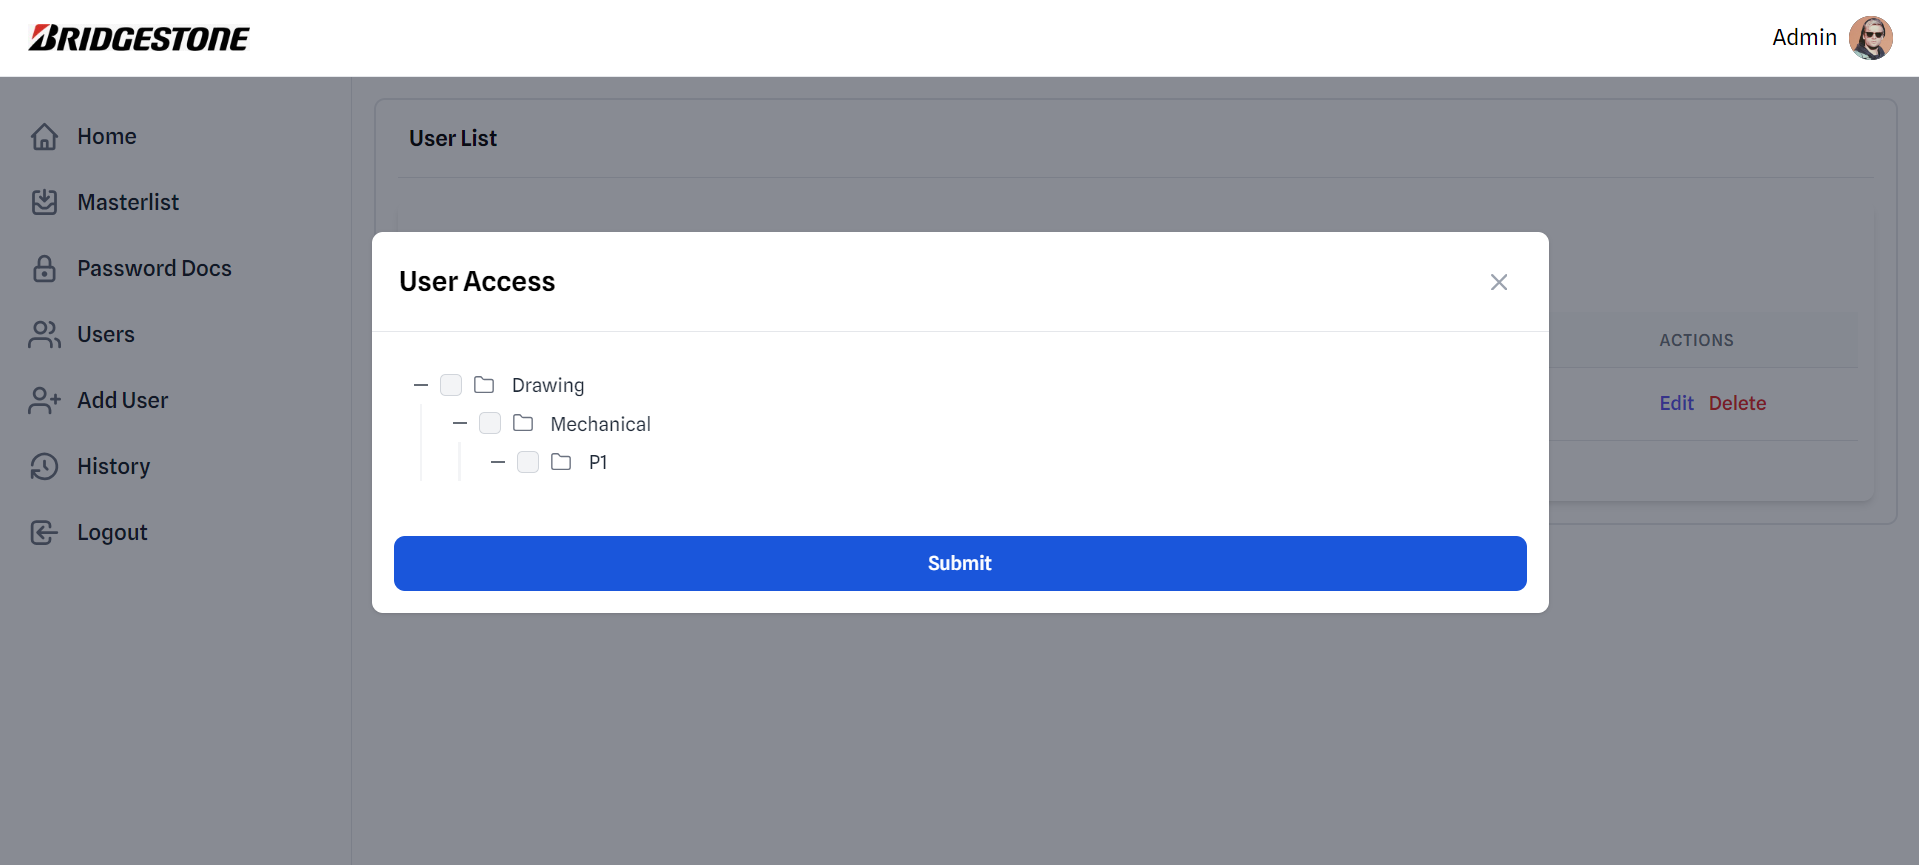 BRIDGESTONE
Admin
Home
Masterlist
Password Docs
Users
Add User
History
Logout
User List
ACTIONS
Edit Delete
User Access
Drawing
Mechanical
P1
Submit